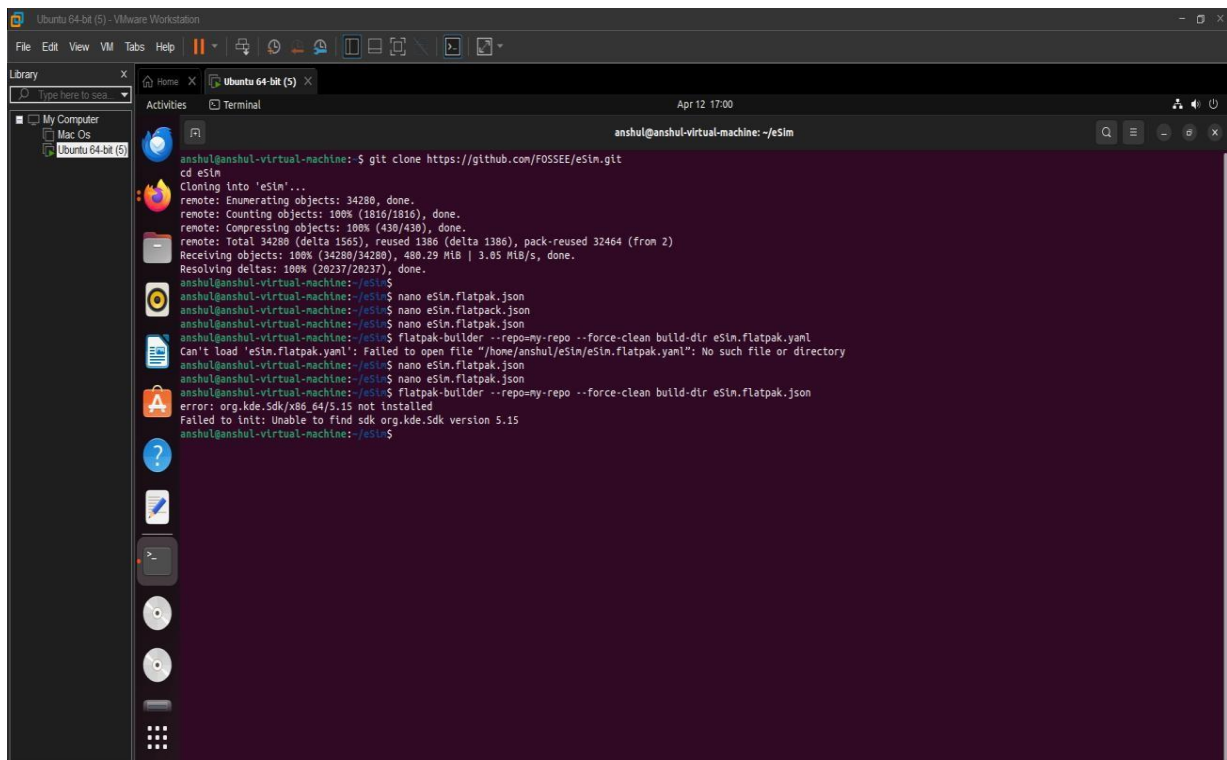 Ubuntu 64-bit (5) - VMware Workstation
File Edit View VM Tabs Help
Library X
Type here to sea...
My Computer
Mac Os
Ubuntu 64-bit (5)
Home X Ubuntu 64-bit (5) X
Activities Terminal Apr 12 17:00
anshul@anshul-virtual-machine: ~/eSim
anshul@anshul-virtual-machine:~$ git clone https://github.com/FOSSEE/eSim.git
cd eSim
Cloning into 'eSim'...
remote: Enumerating objects: 34280, done.
remote: Counting objects: 100% (1816/1816), done.
remote: Compressing objects: 100% (430/430), done.
remote: Total 34280 (delta 1565), reused 1386 (delta 1386), pack-reused 32464 (from 2)
Receiving objects: 100% (34280/34280), 480.29 MiB | 3.05 MiB/s, done.
Resolving deltas: 100% (20237/20237), done.
anshul@anshul-virtual-machine:~/eSim$
anshul@anshul-virtual-machine:~/eSim$ nano eSim.flatpak.json
anshul@anshul-virtual-machine:~/eSim$ nano eSim.flatpack.json
anshul@anshul-virtual-machine:~/eSim$ nano eSim.flatpak.json
anshul@anshul-virtual-machine:~/eSim$ flatpak-builder --repo=my-repo --force-clean build-dir eSim.flatpak.yaml
Can't load 'eSim.flatpak.yaml': Failed to open file “/home/anshul/eSim/eSim.flatpak.yaml”: No such file or directory
anshul@anshul-virtual-machine:~/eSim$ nano eSim.flatpak.json
anshul@anshul-virtual-machine:~/eSim$ nano eSim.flatpak.json
anshul@anshul-virtual-machine:~/eSim$ flatpak-builder --repo=my-repo --force-clean build-dir eSim.flatpak.json
error: org.kde.Sdk/x86_64/5.15 not installed
Failed to init: Unable to find sdk org.kde.Sdk version 5.15
anshul@anshul-virtual-machine:~/eSim$